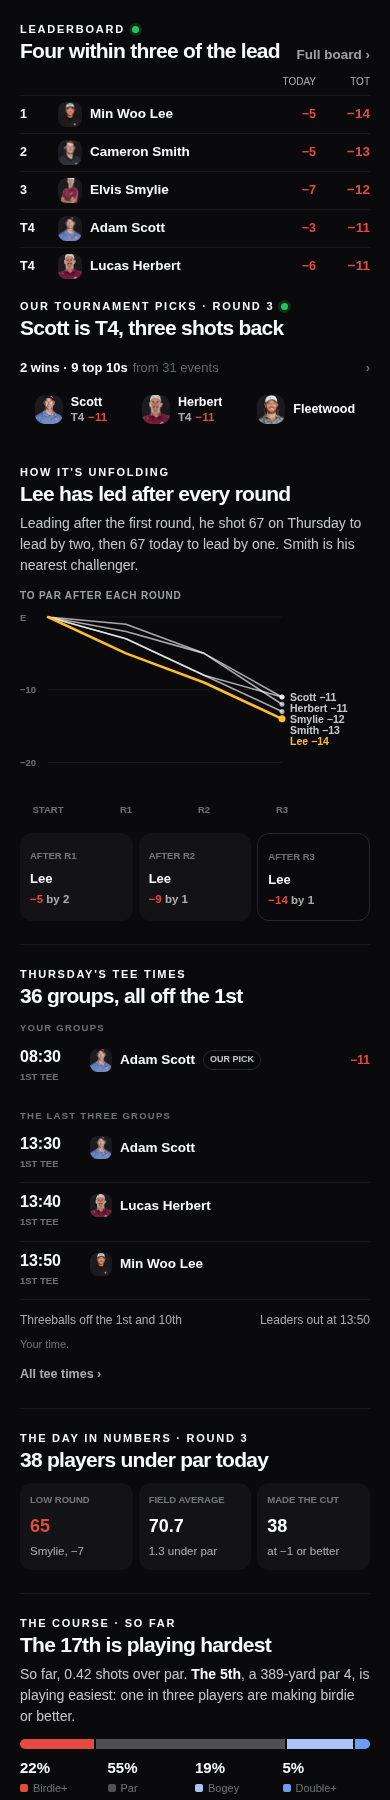 LEADERBOARD
Four within three of the lead Full board ›
TODAY TOT
1 Min Woo Lee −5 −14
2 Cameron Smith −5 −13
3 Elvis Smylie −7 −12
T4 Adam Scott −3 −11
T4 Lucas Herbert −6 −11
OUR TOURNAMENT PICKS · ROUND 3
Scott is T4, three shots back
2 wins · 9 top 10s from 31 events ›
Scott Herbert Fleetwood
T4 −11 T4 −11
HOW IT'S UNFOLDING
Lee has led after every round
Leading after the first round, he shot 67 on Thursday to
lead by two, then 67 today to lead by one. Smith is his
nearest challenger.
TO PAR AFTER EACH ROUND
E
−10
−20
Scott −11
Herbert −11
Smylie −12
Smith −13
Lee −14
START R1 R2 R3
AFTER R1 AFTER R2 AFTER R3
Lee Lee Lee
−5 by 2 −9 by 1 −14 by 1
THURSDAY'S TEE TIMES
36 groups, all off the 1st
YOUR GROUPS
08:30 Adam Scott OUR PICK −11
1ST TEE
THE LAST THREE GROUPS
13:30 Adam Scott
1ST TEE
13:40 Lucas Herbert
1ST TEE
13:50 Min Woo Lee
1ST TEE
Threeballs off the 1st and 10th Leaders out at 13:50
Your time.
All tee times ›
THE DAY IN NUMBERS · ROUND 3
38 players under par today
LOW ROUND FIELD AVERAGE MADE THE CUT
65 70.7 38
Smylie, −7 1.3 under par at −1 or better
THE COURSE · SO FAR
The 17th is playing hardest
So far, 0.42 shots over par. The 5th, a 389-yard par 4, is
playing easiest: one in three players are making birdie
or better.
22% 55% 19% 5%
Birdie+ Par Bogey Double+